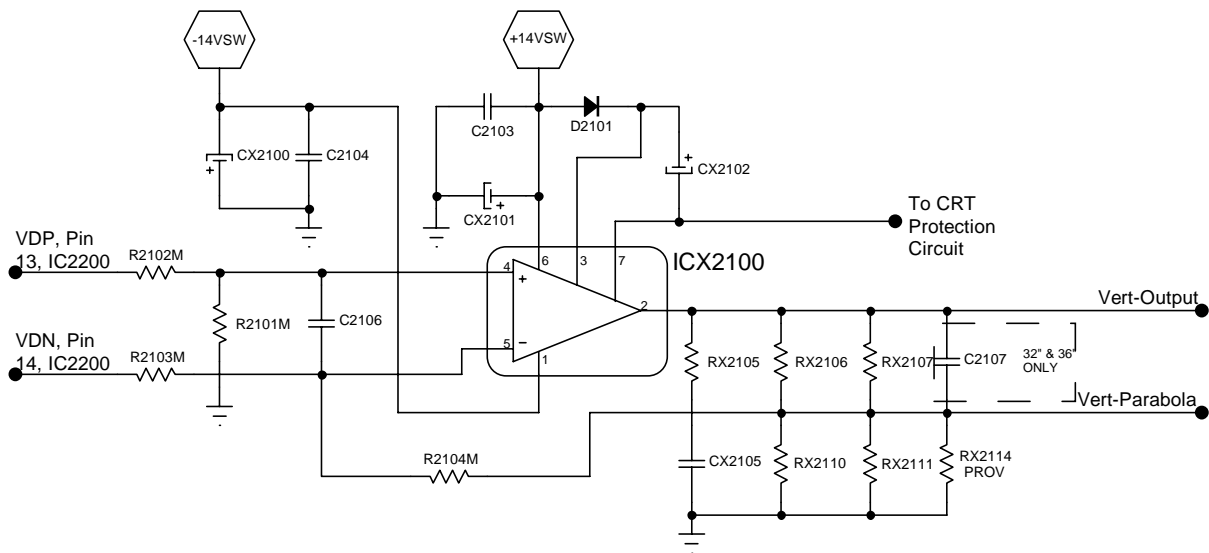 -14VSW
+14VSW
C2103
D2101
CX2100
C2104
+
CX2101
+
+
CX2102
To CRT
Protection
Circuit
VDP, Pin
13, IC2200
R2102M
4
6
3
7
ICX2100
+
R2101M
C2106
2
Vert-Output
VDN, Pin
14, IC2200
R2103M
5
−
1
RX2105
RX2106
RX2107
C2107
32" & 36"
ONLY
Vert-Parabola
R2104M
CX2105
RX2110
RX2111
RX2114
PROV